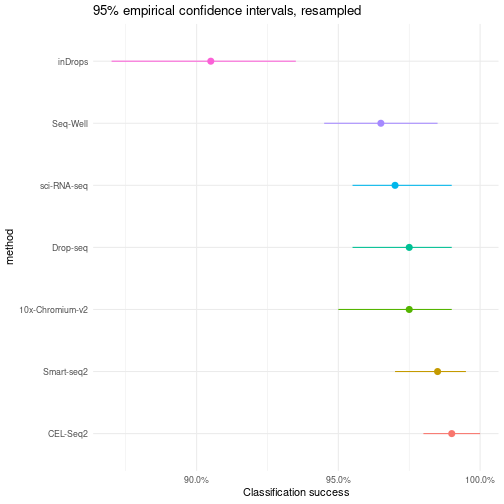 95% empirical confidence intervals, resampled
method
inDrops
Seq-Well
sci-RNA-seq
Drop-seq
10x-Chromium-v2
Smart-seq2
CEL-Seq2
90.0% 95.0% 100.0%
Classification success